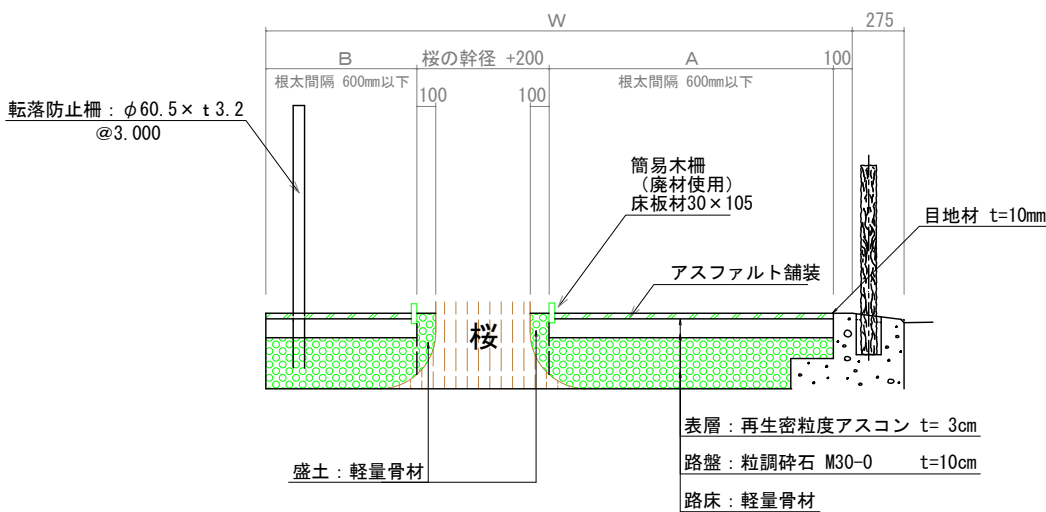 W
275
B
桜の幹径 +200
A
100
根太間隔 600mm以下
根太間隔 600mm以下
100
100
転落防止柵：φ60.5× t 3.2
@3.000
簡易木柵
（廃材使用）
床板材30×105
目地材 t=10mm
アスファルト舗装
桜
表層：再生密粒度アスコン t= 3cm
路盤：粒調砕石 M30-0 t=10cm
盛土：軽量骨材
路床：軽量骨材